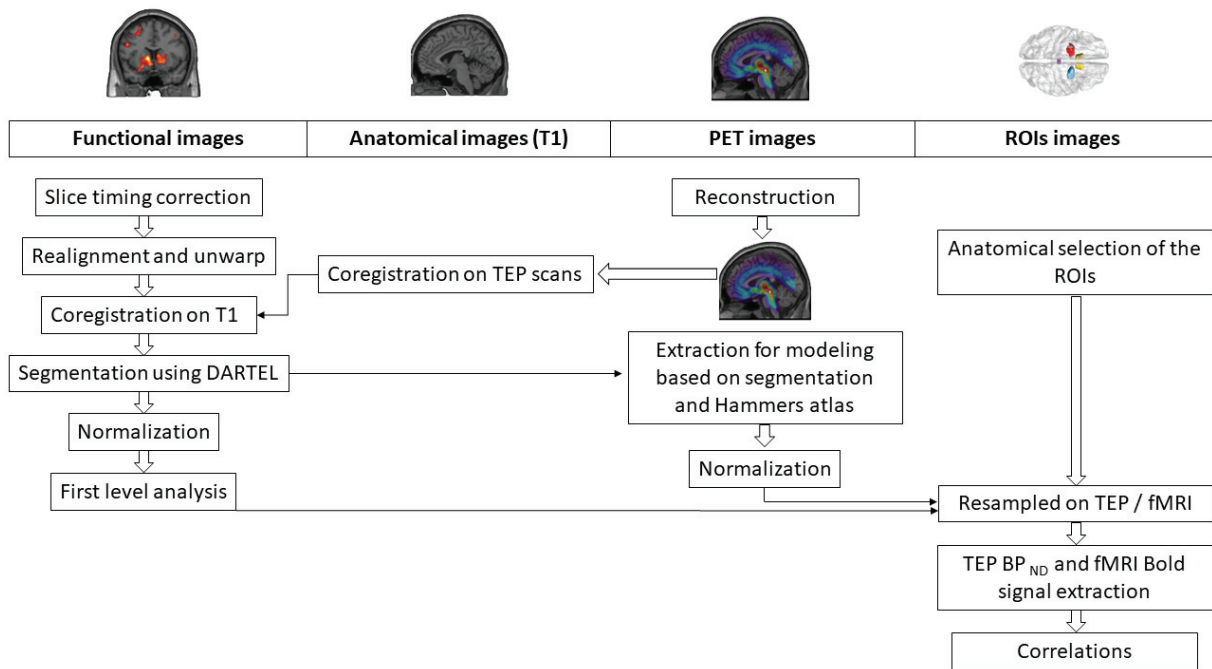 Functional images
Anatomical images (T1)
PET images
ROIs images
Slice timing correction
Realignment and unwarp
Coregistration on T1
Segmentation using DARTEL
Normalization
First level analysis
Coregistration on TEP scans
Reconstruction
Extraction for modeling
based on segmentation
and Hammers atlas
Normalization
Anatomical selection of the
ROIs
Resampled on TEP / fMRI
TEP BP ND and fMRI Bold
signal extraction
Correlations